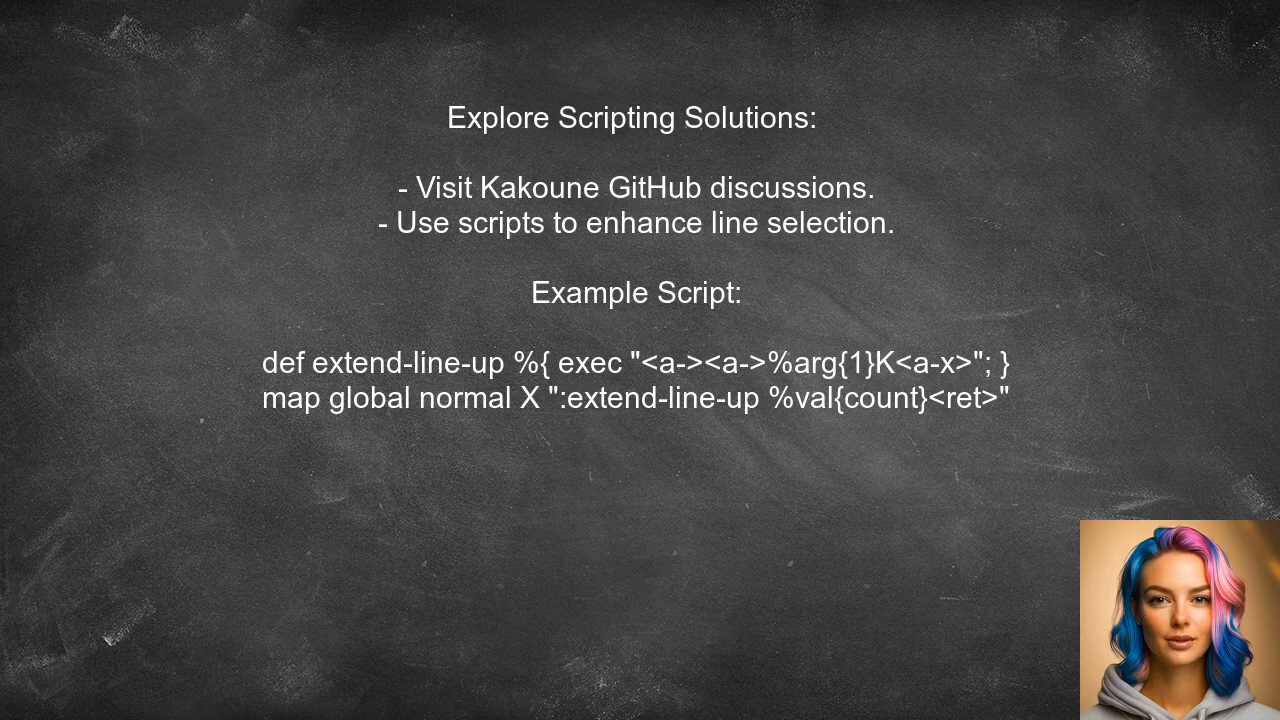 Explore Scripting Solutions:
- Visit Kakoune GitHub discussions.
- Use scripts to enhance line selection.
Example Script:
def extend-line-up %{ exec "<a-><a->%arg{1}K<a-x>"; }
map global normal X ":extend-line-up %val{count}<ret>"